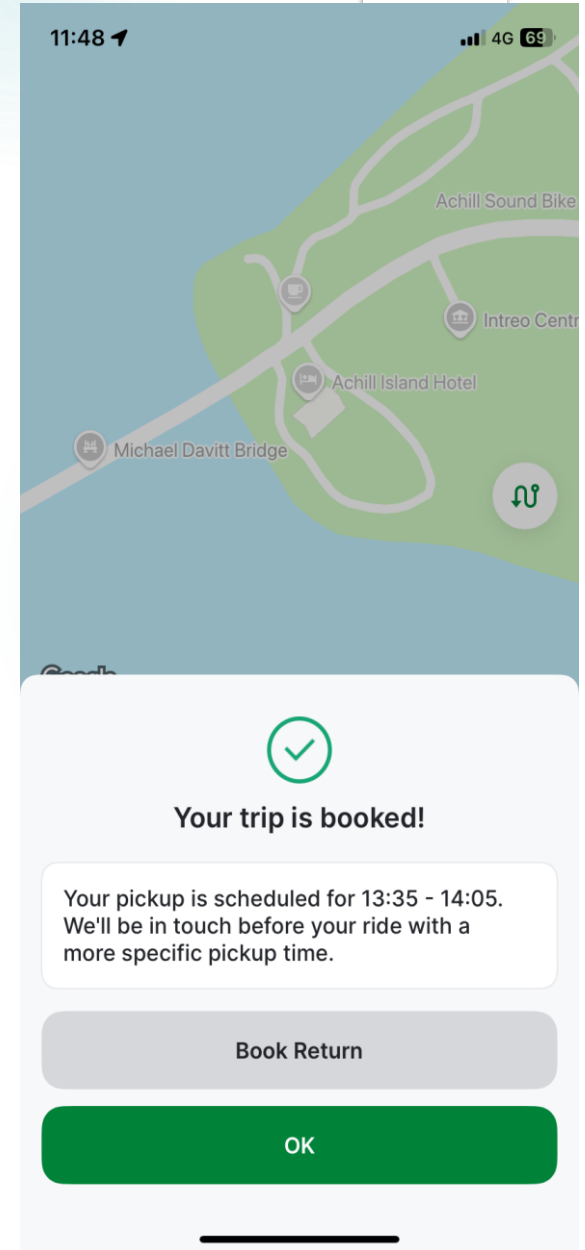 11:48
4G 69
Achill Sound Bike
Intreo Centr
Achill Island Hotel
Michael Davitt Bridge
Google
Your trip is booked!
Your pickup is scheduled for 13:35 - 14:05.
We'll be in touch before your ride with a
more specific pickup time.
Book Return
OK